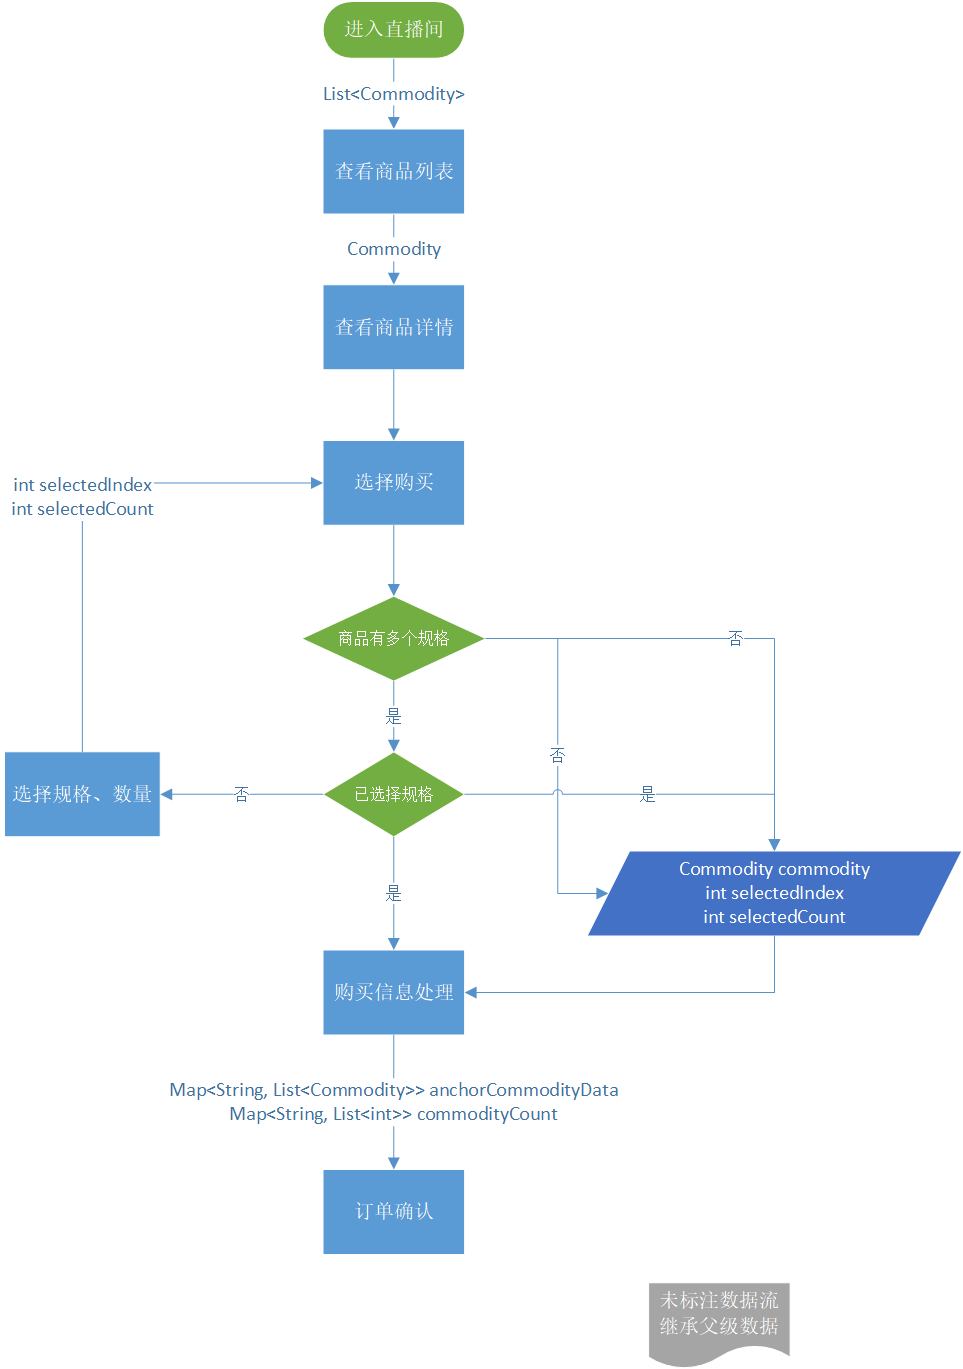 进入直播间
List<Commodity>
查看商品列表
Commodity
查看商品详情
int selectedIndex
int selectedCount
选择购买
商品有多个规格
否
是
否
选择规格、数量
否
已选择规格
是
是
Commodity commodity
int selectedIndex
int selectedCount
购买信息处理
Map<String, List<Commodity>> anchorCommodityData
Map<String, List<int>> commodityCount
订单确认
未标注数据流
继承父级数据